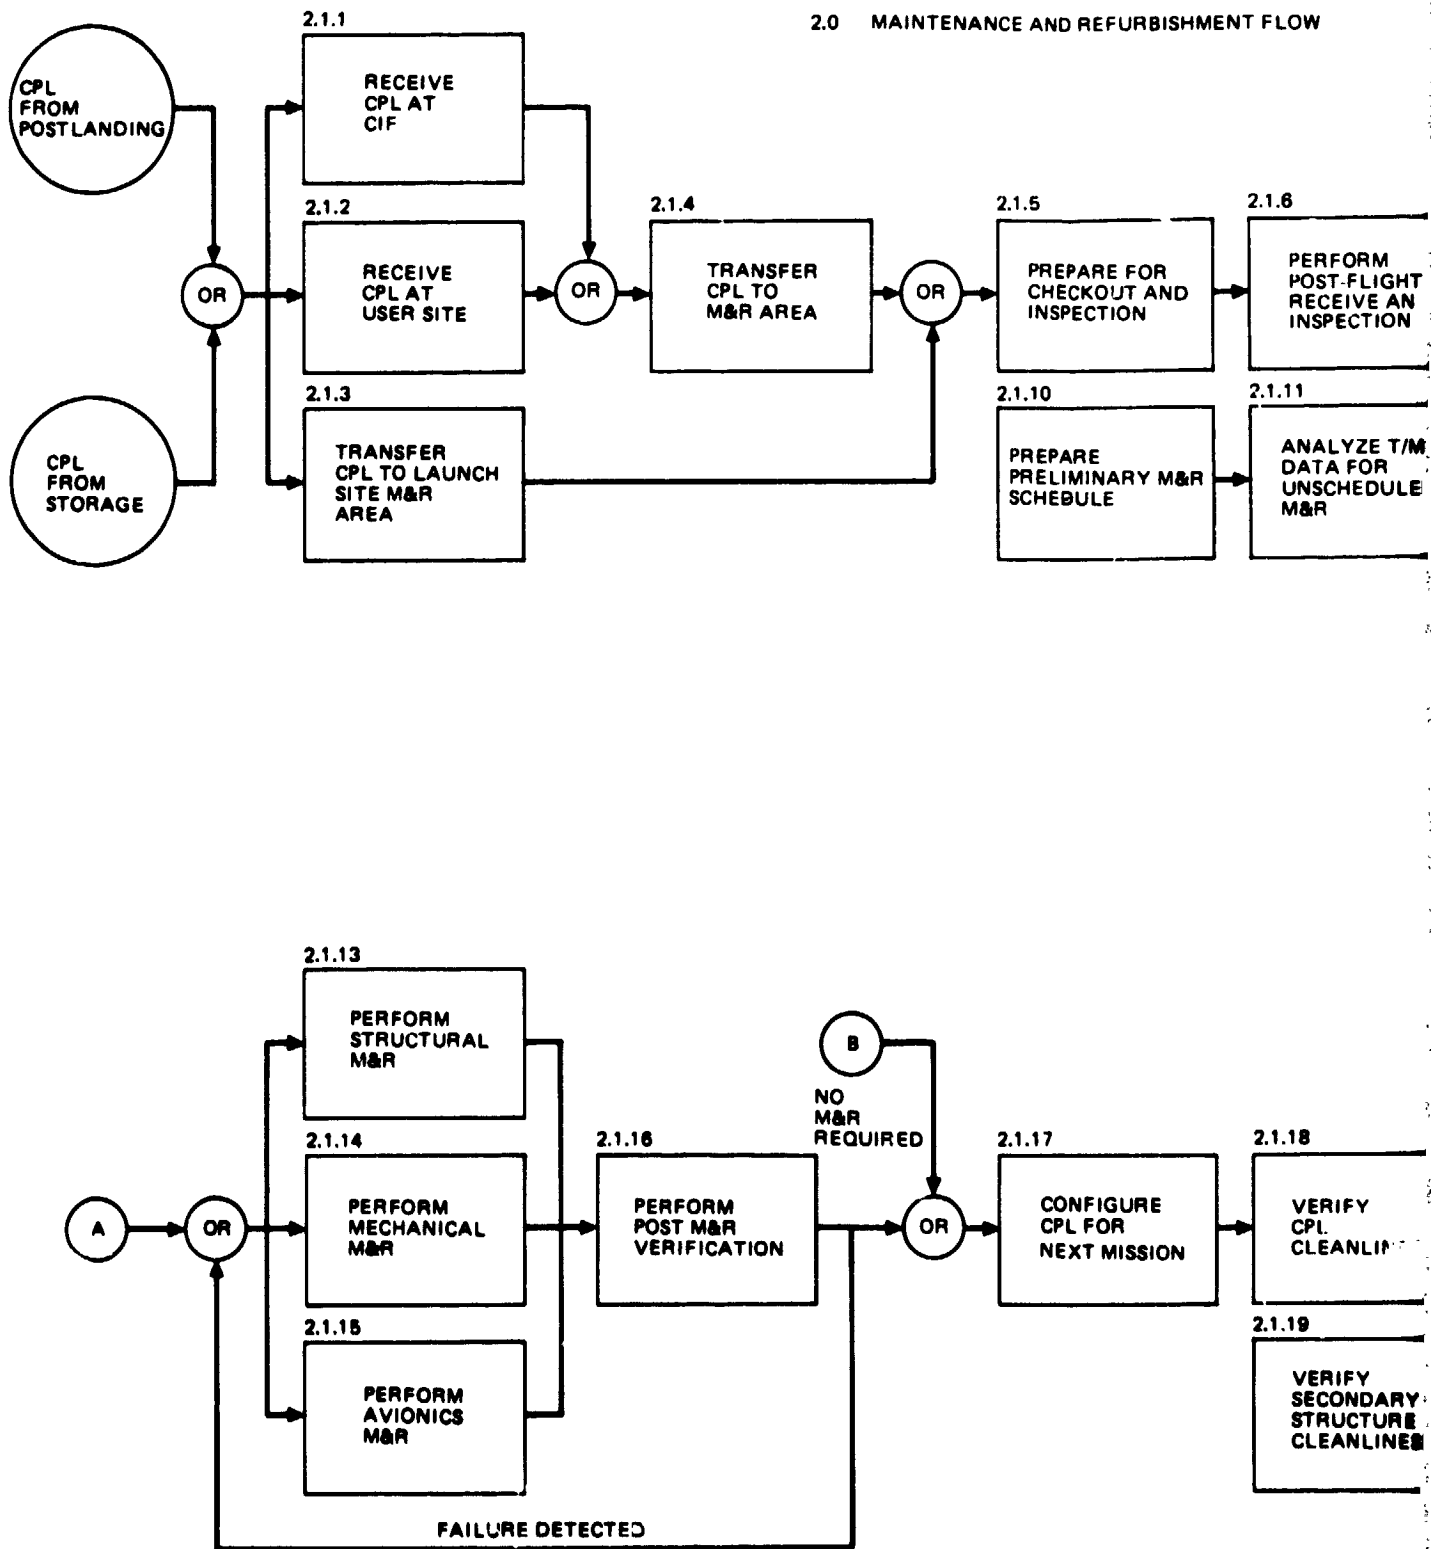 2.0 MAINTENANCE AND REFURBISHMENT FLOW
CPL
FROM
POSTLANDING
CPL
FROM
STORAGE
OR
2.1.1
RECEIVE
CPL AT
CIF
2.1.2
RECEIVE
CPL AT
USER SITE
2.1.3
TRANSFER
CPL TO LAUNCH
SITE M&R
AREA
OR
2.1.4
TRANSFER
CPL TO
M&R AREA
OR
2.1.5
PREPARE FOR
CHECKOUT AND
INSPECTION
2.1.6
PERFORM
POST-FLIGHT
RECEIVE AN
INSPECTION
2.1.10
PREPARE
PRELIMINARY M&R
SCHEDULE
2.1.11
ANALYZE T/M
DATA FOR
UNSCHEDULE
M&R
A
OR
2.1.13
PERFORM
STRUCTURAL
M&R
2.1.14
PERFORM
MECHANICAL
M&R
2.1.15
PERFORM
AVIONICS
M&R
2.1.16
PERFORM
POST M&R
VERIFICATION
FAILURE DETECTED
B
NO
M&R
REQUIRED
OR
2.1.17
CONFIGURE
CPL FOR
NEXT MISSION
2.1.18
VERIFY
CPL
CLEANLIN
2.1.19
VERIFY
SECONDARY
STRUCTURE
CLEANLINES